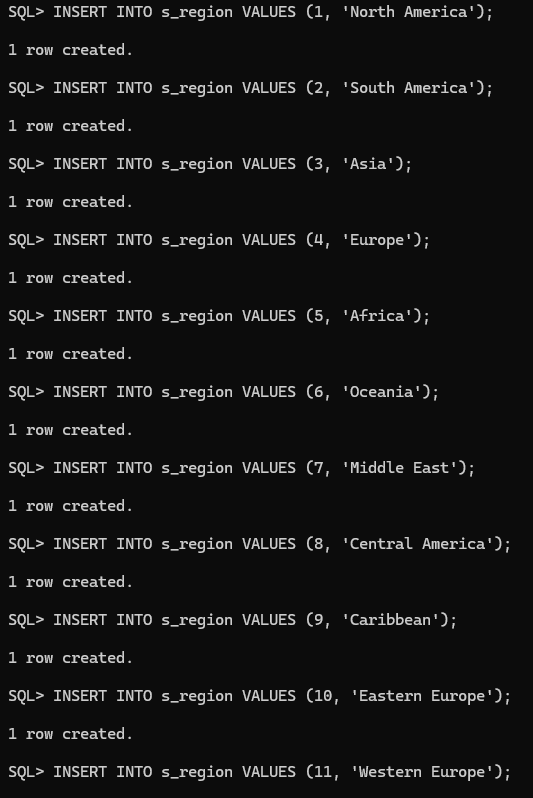 SQL> INSERT INTO s_region VALUES (1, 'North America');
1 row created.
SQL> INSERT INTO s_region VALUES (2, 'South America');
1 row created.
SQL> INSERT INTO s_region VALUES (3, 'Asia');
1 row created.
SQL> INSERT INTO s_region VALUES (4, 'Europe');
1 row created.
SQL> INSERT INTO s_region VALUES (5, 'Africa');
1 row created.
SQL> INSERT INTO s_region VALUES (6, 'Oceania');
1 row created.
SQL> INSERT INTO s_region VALUES (7, 'Middle East');
1 row created.
SQL> INSERT INTO s_region VALUES (8, 'Central America');
1 row created.
SQL> INSERT INTO s_region VALUES (9, 'Caribbean');
1 row created.
SQL> INSERT INTO s_region VALUES (10, 'Eastern Europe');
1 row created.
SQL> INSERT INTO s_region VALUES (11, 'Western Europe');